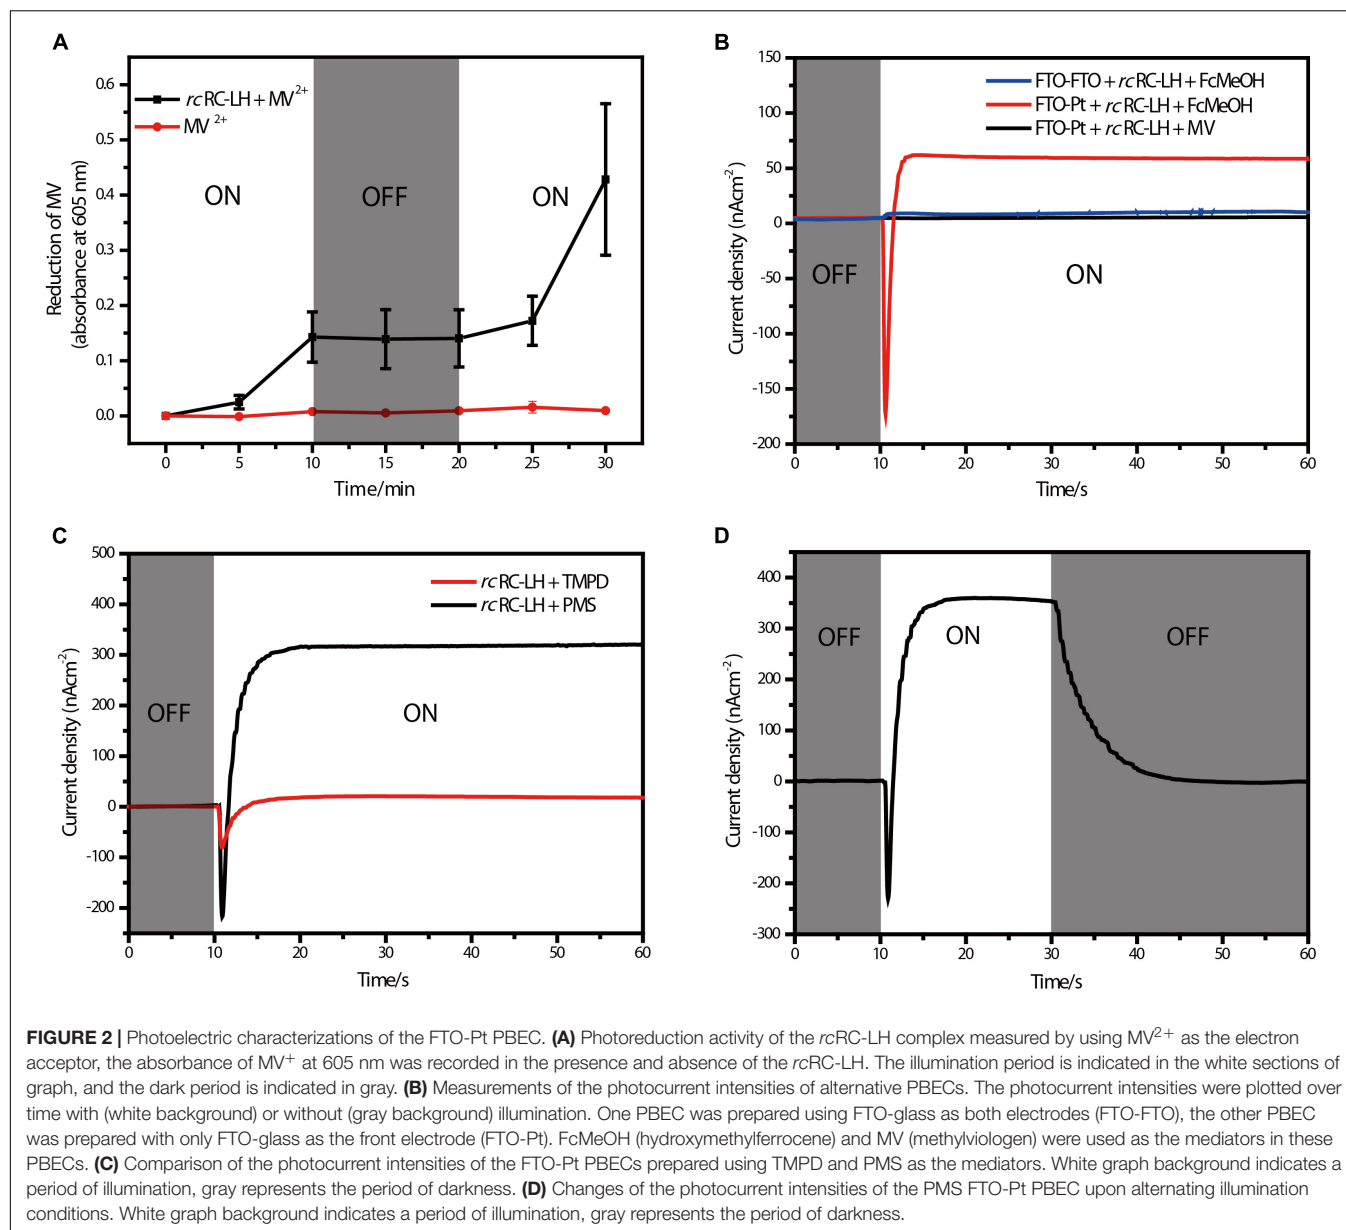 A
0.6
0.5
0.4
0.3
0.2
0.1
0.0
Reduction of MV
(absorbance at 605 nm)
rcRC-LH + MV2+
MV 2+
ON
OFF
ON
0 5 10 15 20 25 30
Time/min
B
150
100
50
0
-50
-100
-150
-200
Current density (nAcm-2)
FTO-FTO + rcRC-LH + FcMeOH
FTO-Pt + rcRC-LH + FcMeOH
FTO-Pt + rcRC-LH + MV
OFF
ON
0 10 20 30 40 50 60
Time/s
C
500
400
300
200
100
0
-100
-200
Current density (nAcm-2)
rcRC-LH + TMPD
rcRC-LH + PMS
OFF
ON
0 10 20 30 40 50 60
Time/s
D
400
300
200
100
0
-100
-200
-300
Current density (nAcm-2)
OFF
ON
OFF
0 10 20 30 40 50 60
Time/s
FIGURE 2 | Photoelectric characterizations of the FTO-Pt PBEC. (A) Photoreduction activity of the rcRC-LH complex measured by using MV2+ as the electron
acceptor, the absorbance of MV+ at 605 nm was recorded in the presence and absence of the rcRC-LH. The illumination period is indicated in the white sections of
graph, and the dark period is indicated in gray. (B) Measurements of the photocurrent intensities of alternative PBECs. The photocurrent intensities were plotted over
time with (white background) or without (gray background) illumination. One PBEC was prepared using FTO-glass as both electrodes (FTO-FTO), the other PBEC
was prepared with only FTO-glass as the front electrode (FTO-Pt). FcMeOH (hydroxymethylferrocene) and MV (methylviologen) were used as the mediators in these
PBECs. (C) Comparison of the photocurrent intensities of the FTO-Pt PBECs prepared using TMPD and PMS as the mediators. White graph background indicates a
period of illumination, gray represents the period of darkness. (D) Changes of the photocurrent intensities of the PMS FTO-Pt PBEC upon alternating illumination
conditions. White graph background indicates a period of illumination, gray represents the period of darkness.